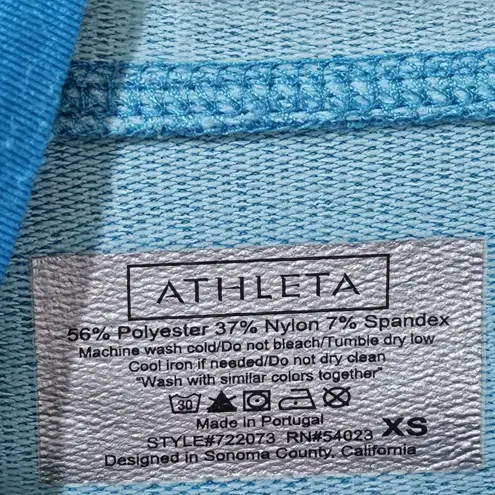 ATHLETA
56% Polyester 37% Nylon 7% Spandex
Machine wash cold/Do not bleach/Tumble dry low
Cool iron if needed/Do not dry clean
"Wash with similar colors together"
30
Made in Portugal
STYLE#722073 RN#54023 XS
Designed in Sonoma County, California